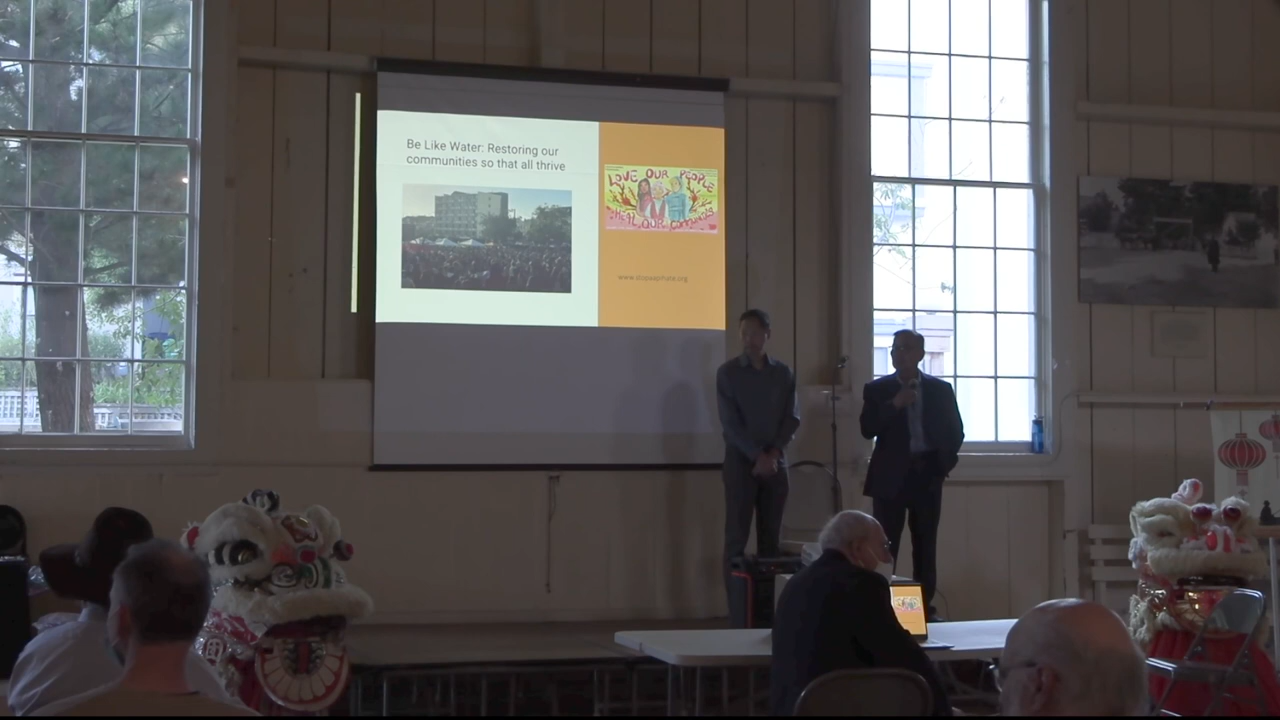 Be Like Water: Restoring our
communities so that all thrive
LOVE OUR PEOPLE
HEAL OUR
www.stopaapihate.org